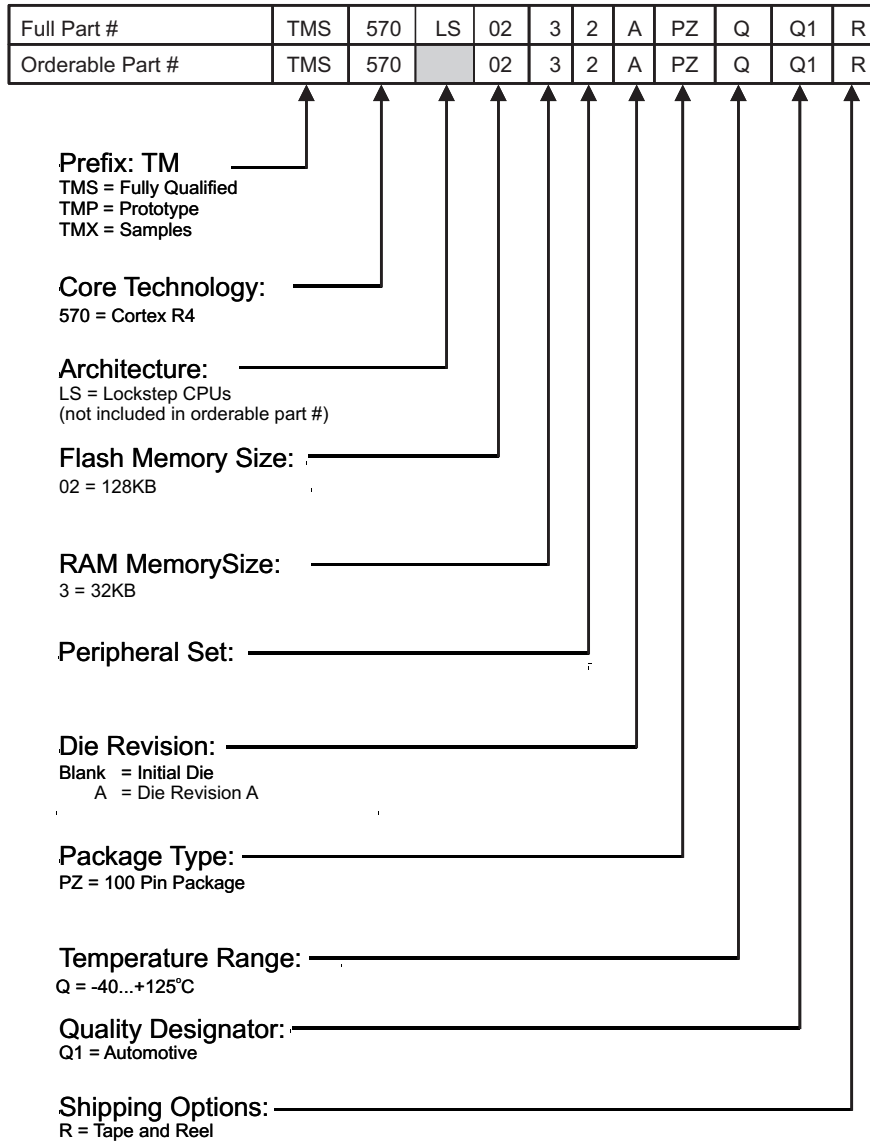 Full Part # TMS 570 LS 02 3 2 A PZ Q Q1 R
Orderable Part # TMS 570 02 3 2 A PZ Q Q1 R
Prefix: TM
TMS = Fully Qualified
TMP = Prototype
TMX = Samples
Core Technology:
570 = Cortex R4
Architecture:
LS = Lockstep CPUs
(not included in orderable part #)
Flash Memory Size:
02 = 128KB
RAM MemorySize:
3 = 32KB
Peripheral Set:
Die Revision:
Blank = Initial Die
A = Die Revision A
Package Type:
PZ = 100 Pin Package
Temperature Range:
Q = -40...+125°C
Quality Designator:
Q1 = Automotive
Shipping Options:
R = Tape and Reel